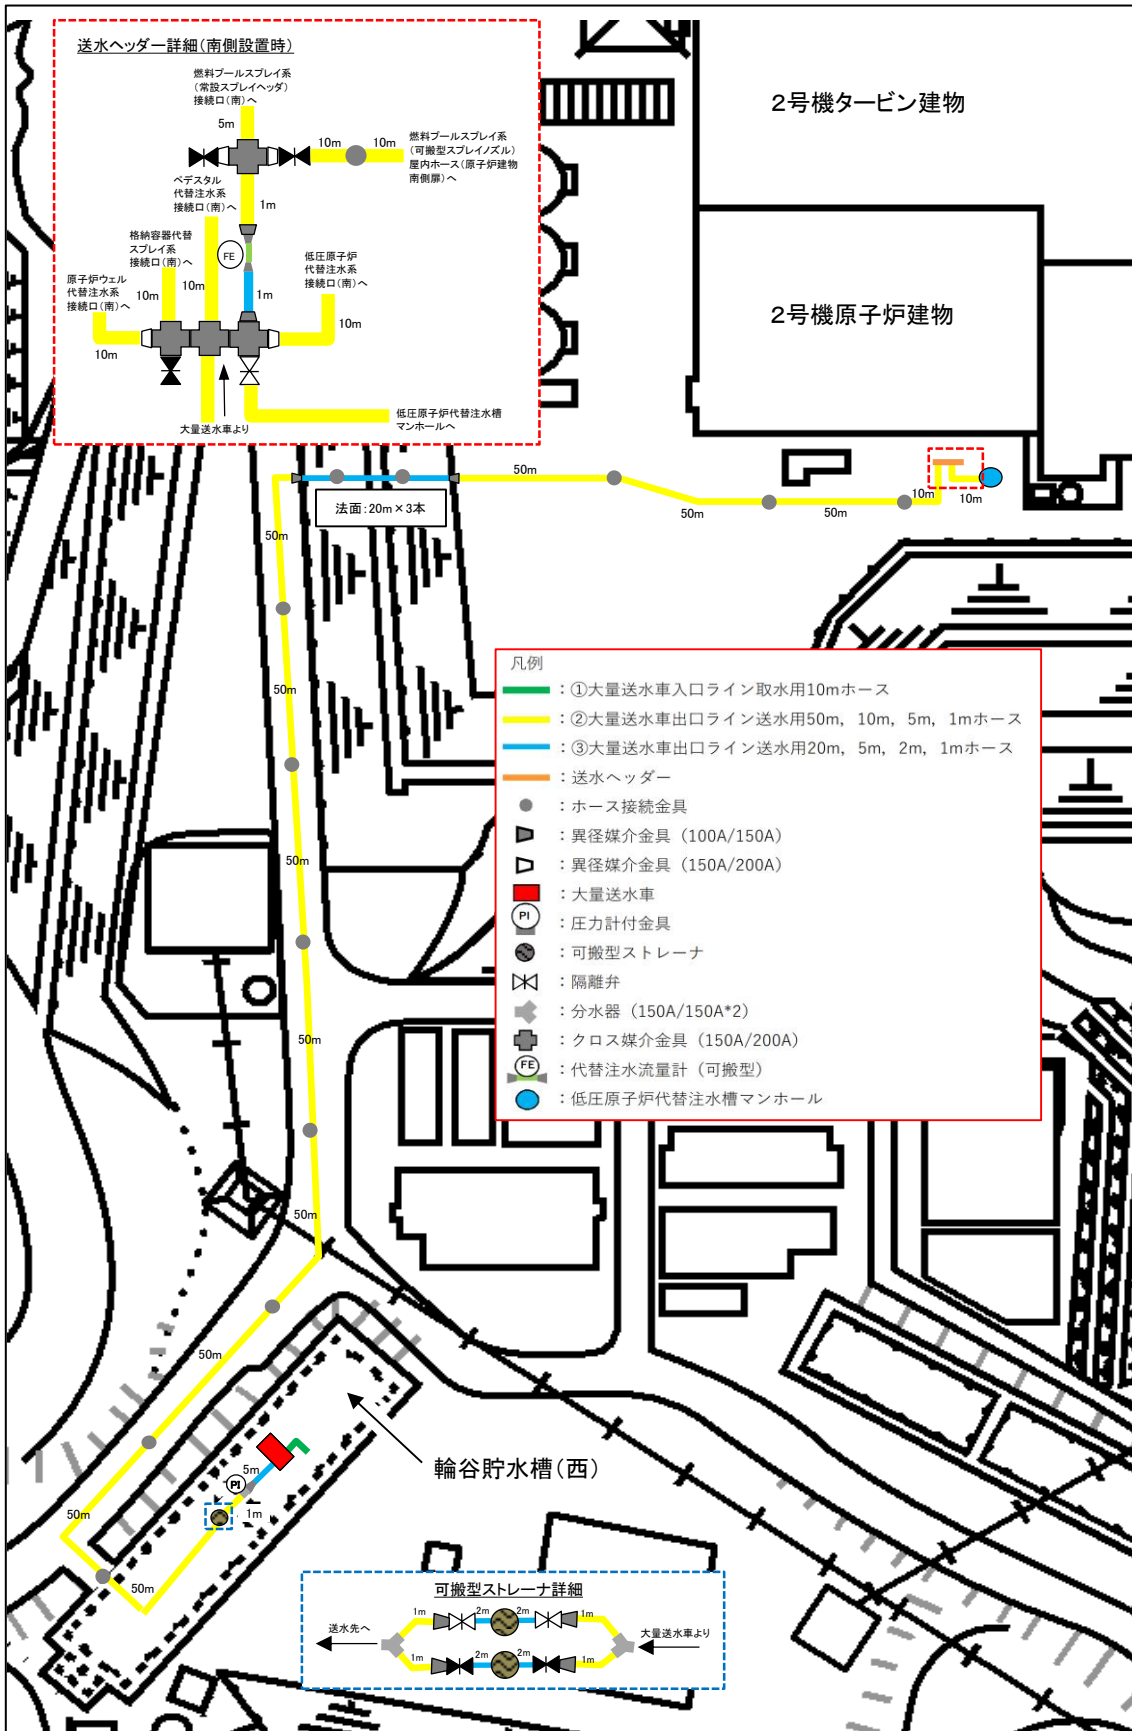 送水ヘッダー詳細(南側設置時)
燃料プールスプレイ系
(常設スプレイヘッダ)
接続口(南)へ
5m
10m
10m
燃料プールスプレイ系
(可搬型スプレイノズル)
屋内ホース(原子炉建物
南側扉)へ
ペデスタル
代替注水系
接続口(南)へ
1m
格納容器代替
スプレイ系
接続口(南)へ
FE
低圧原子炉
代替注水系
接続口(南)へ
原子炉ウェル
代替注水系
接続口(南)へ
10m
10m
1m
10m
10m
大量送水車より
低圧原子炉代替注水槽
マンホールへ
2号機タービン建物
2号機原子炉建物
50m
法面:20m×3本
50m
50m
50m
10m
10m
50m
50m
50m
50m
50m
50m
50m
50m
凡例
:①大量送水車入口ライン取水用10mホース
:②大量送水車出口ライン送水用50m, 10m, 5m, 1mホース
:③大量送水車出口ライン送水用20m, 5m, 2m, 1mホース
:送水ヘッダー
:ホース接続金具
:異径媒介金具(100A/150A)
:異径媒介金具(150A/200A)
:大量送水車
PI
:圧力計付金具
:可搬型ストレーナ
:隔離弁
:分水器(150A/150A*2)
:クロス媒介金具(150A/200A)
FE
:代替注水流量計(可搬型)
:低圧原子炉代替注水槽マンホール
輪谷貯水槽(西)
5m
PI
1m
可搬型ストレーナ詳細
送水先へ
1m
2m
2m
1m
大量送水車より
1m
2m
2m
1m